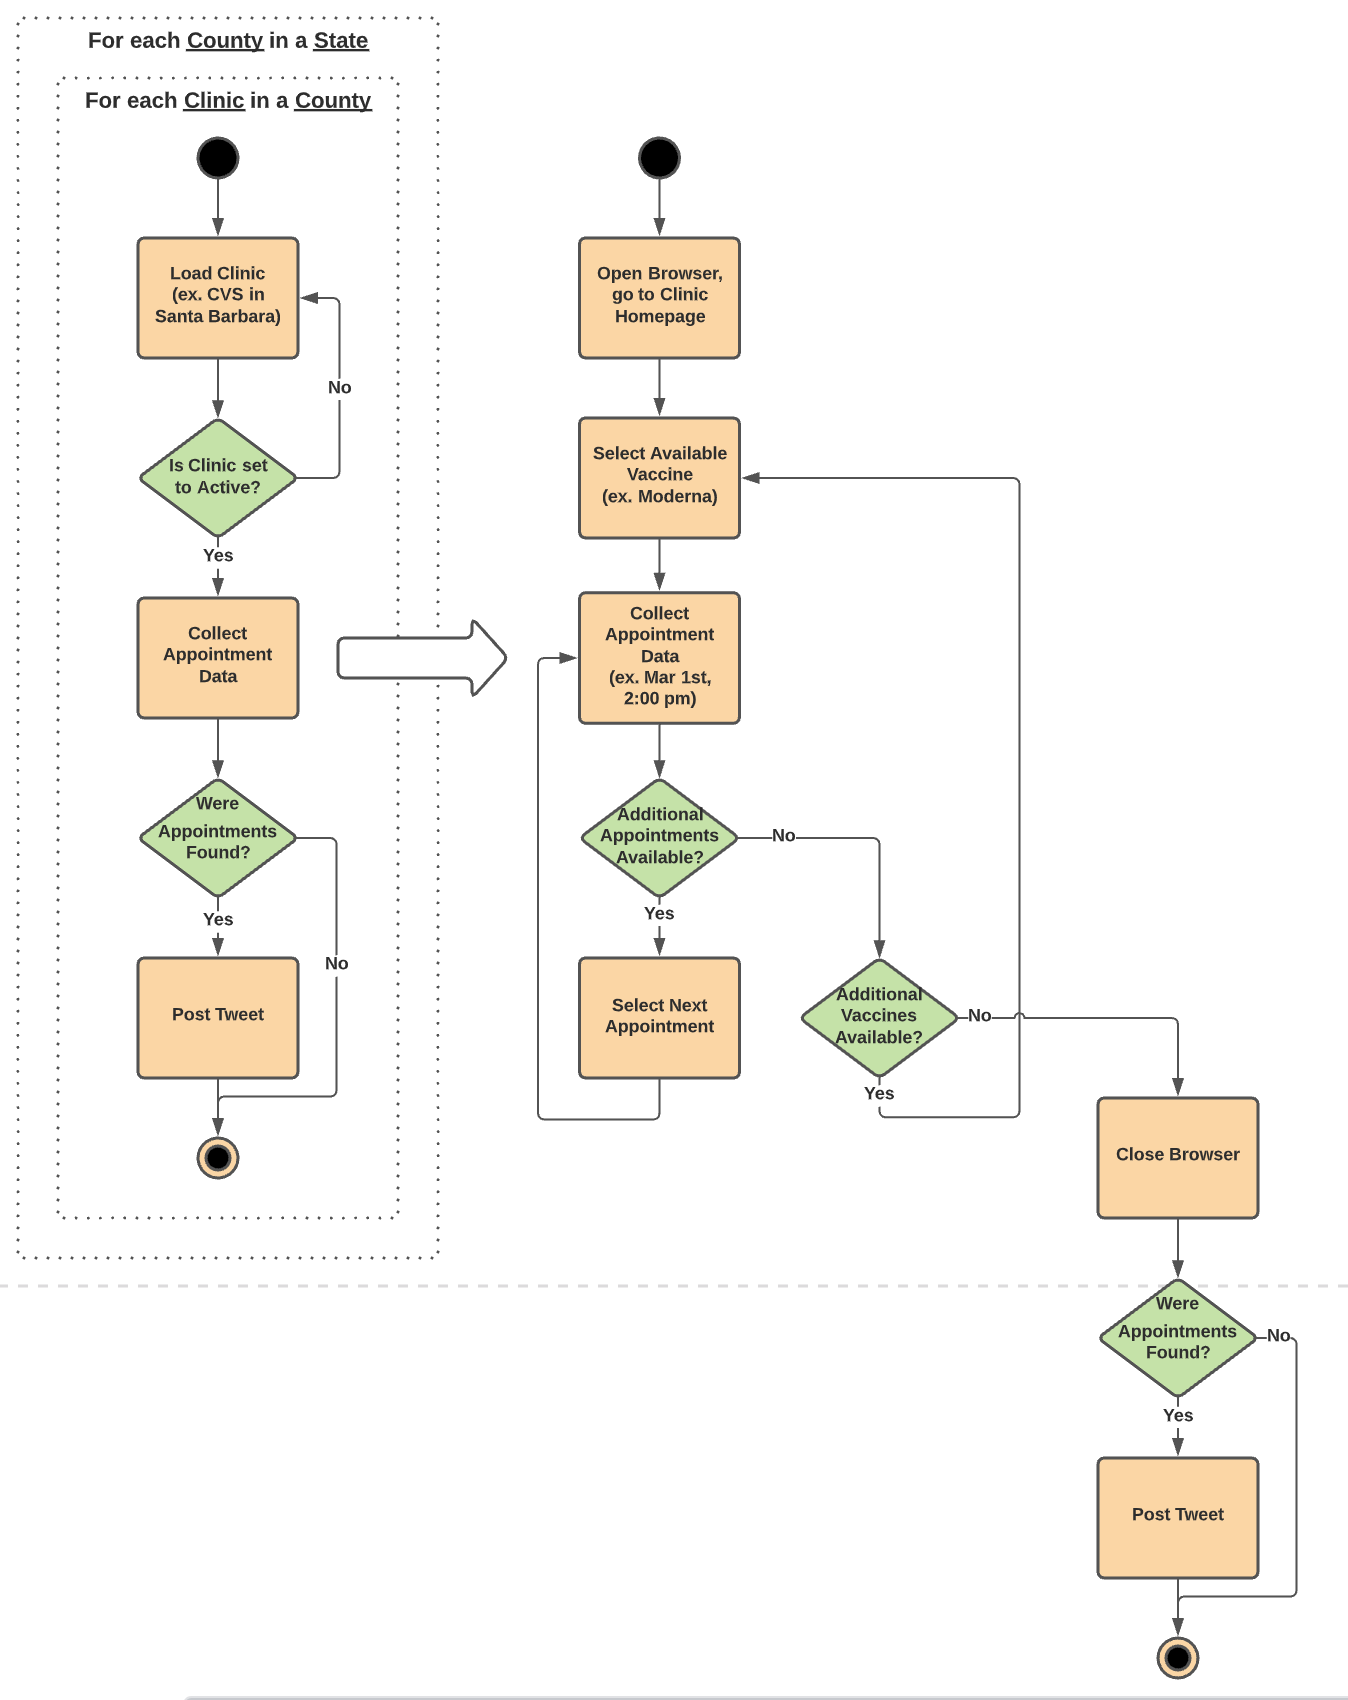 For each County in a State
For each Clinic in a County
Load Clinic
(ex. CVS in
Santa Barbara)
No
Is Clinic set
to Active?
Yes
Collect
Appointment
Data
Were
Appointments
Found?
Yes
No
Post Tweet
Open Browser,
go to Clinic
Homepage
Select Available
Vaccine
(ex. Moderna)
Collect
Appointment
Data
(ex. Mar 1st,
2:00 pm)
Additional
Appointments
Available?
No
Yes
Select Next
Appointment
Additional
Vaccines
Available?
No
Yes
Close Browser
Were
Appointments
Found?
No
Yes
Post Tweet